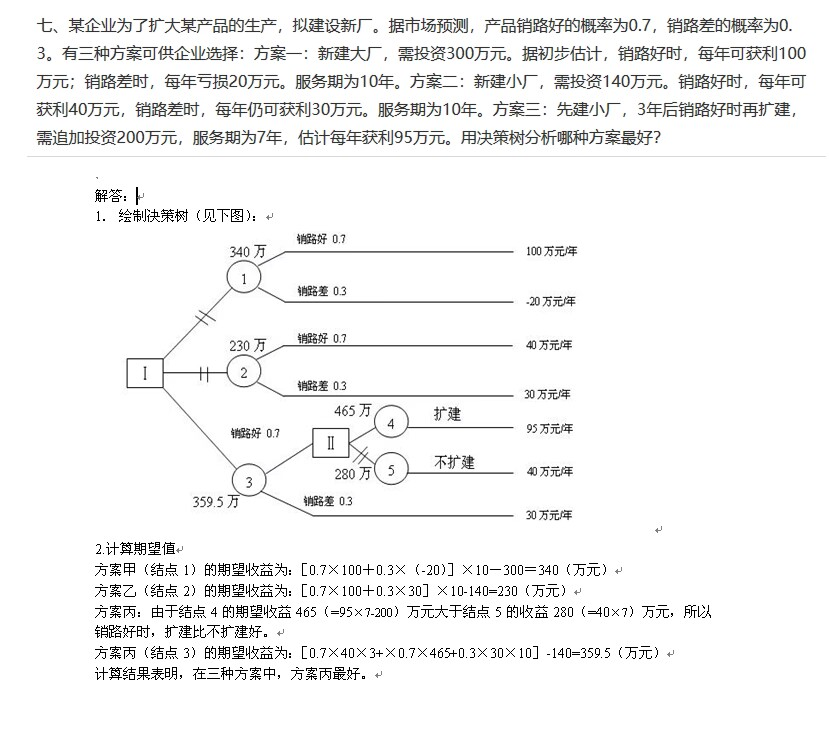 七、某企业为了扩大某产品的生产，拟建设新厂。据市场预测，产品销路好的概率为0.7，销路差的概率为0.
3。有三种方案可供企业选择：方案一：新建大厂，需投资300万元。据初步估计，销路好时，每年可获利100
万元；销路差时，每年亏损20万元。服务期为10年。方案二：新建小厂，需投资140万元。销路好时，每年可
获利40万元，销路差时，每年仍可获利30万元。服务期为10年。方案三：先建小厂，3年后销路好时再扩建，
需追加投资200万元，服务期为7年，估计每年获利95万元。用决策树分析哪种方案最好？
解答：
1. 绘制决策树（见下图）：
340 万
销路好 0.7
100 万元/年
1
销路差 0.3
-20 万元/年
230 万
销路好 0.7
40 万元/年
I
2
销路差 0.3
30 万元/年
465 万
4
扩建
95 万元/年
销路好 0.7
II
280 万
5
不扩建
40 万元/年
3
359.5 万
销路差 0.3
30 万元/年
2.计算期望值
方案甲（结点 1）的期望收益为：[0.7×100＋0.3×（-20）] ×10－300＝340（万元）
方案乙（结点 2）的期望收益为：[0.7×100＋0.3×30] ×10-140=230（万元）
方案丙：由于结点 4 的期望收益 465（=95×7-200）万元大于结点 5 的收益 280（=40×7）万元，所以
销路好时，扩建比不扩建好。
方案丙（结点 3）的期望收益为：[0.7×40×3+×0.7×465+0.3×30×10] -140=359.5（万元）
计算结果表明，在三种方案中，方案丙最好。